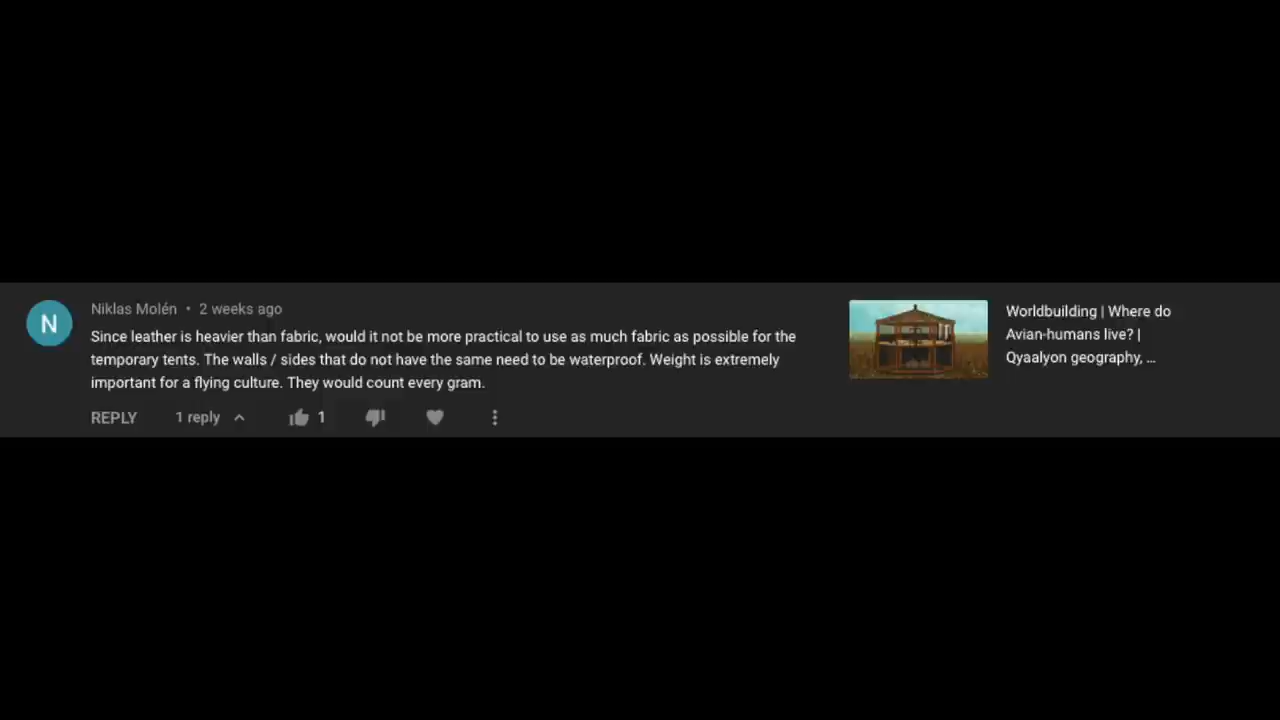 N
Niklas Molén • 2 weeks ago
Since leather is heavier than fabric, would it not be more practical to use as much fabric as possible for the
temporary tents. The walls / sides that do not have the same need to be waterproof. Weight is extremely
important for a flying culture. They would count every gram.
REPLY 1 reply 1
Worldbuilding | Where do
Avian-humans live? |
Qyaalyon geography, ...